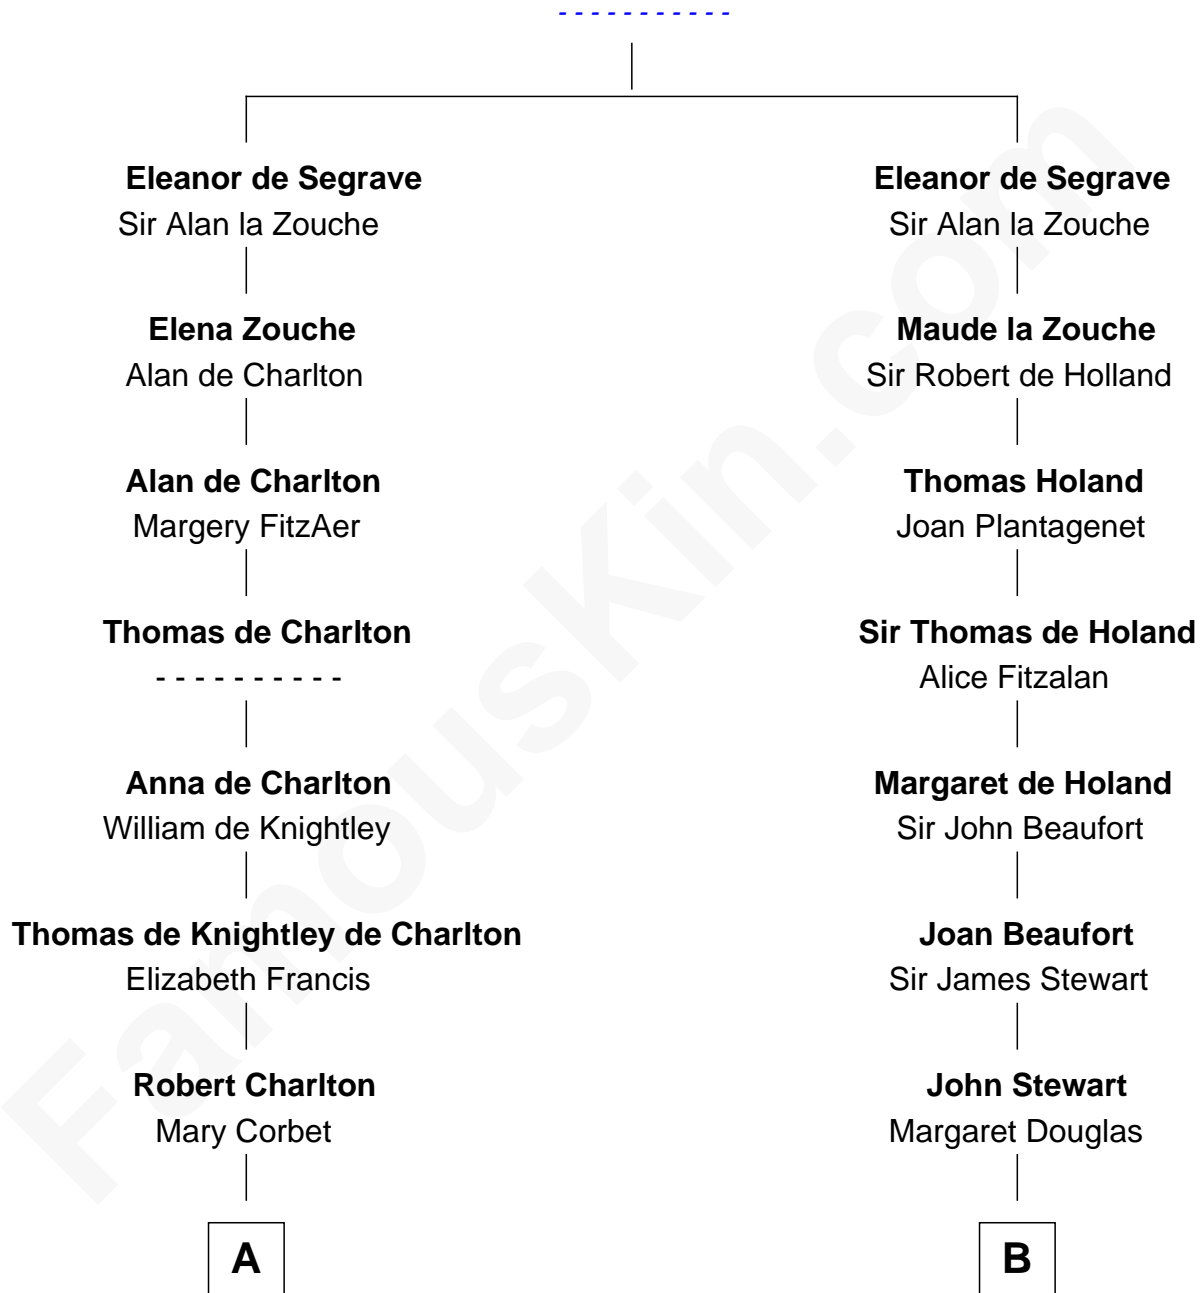 - - - - - - - - - - -
Eleanor de Segrave
Sir Alan la Zouche
Elena Zouche
Alan de Charlton
Alan de Charlton
Margery FitzAer
Thomas de Charlton
- - - - - - - - - -
Anna de Charlton
William de Knightley
Thomas de Knightley de Charlton
Elizabeth Francis
Robert Charlton
Mary Corbet
A
Eleanor de Segrave
Sir Alan la Zouche
Maude la Zouche
Sir Robert de Holland
Thomas Holand
Joan Plantagenet
Sir Thomas de Holand
Alice Fitzalan
Margaret de Holand
Sir John Beaufort
Joan Beaufort
Sir James Stewart
John Stewart
Margaret Douglas
B
FamousKin.com